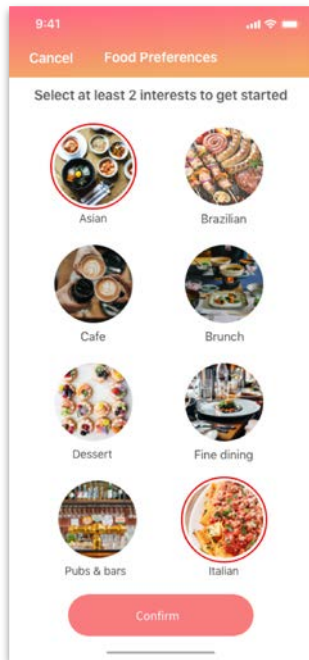 9:41
Cancel Food Preferences
Select at least 2 interests to get started
Asian Brazilian
Cafe Brunch
Dessert Fine dining
Pubs & bars Italian
Confirm